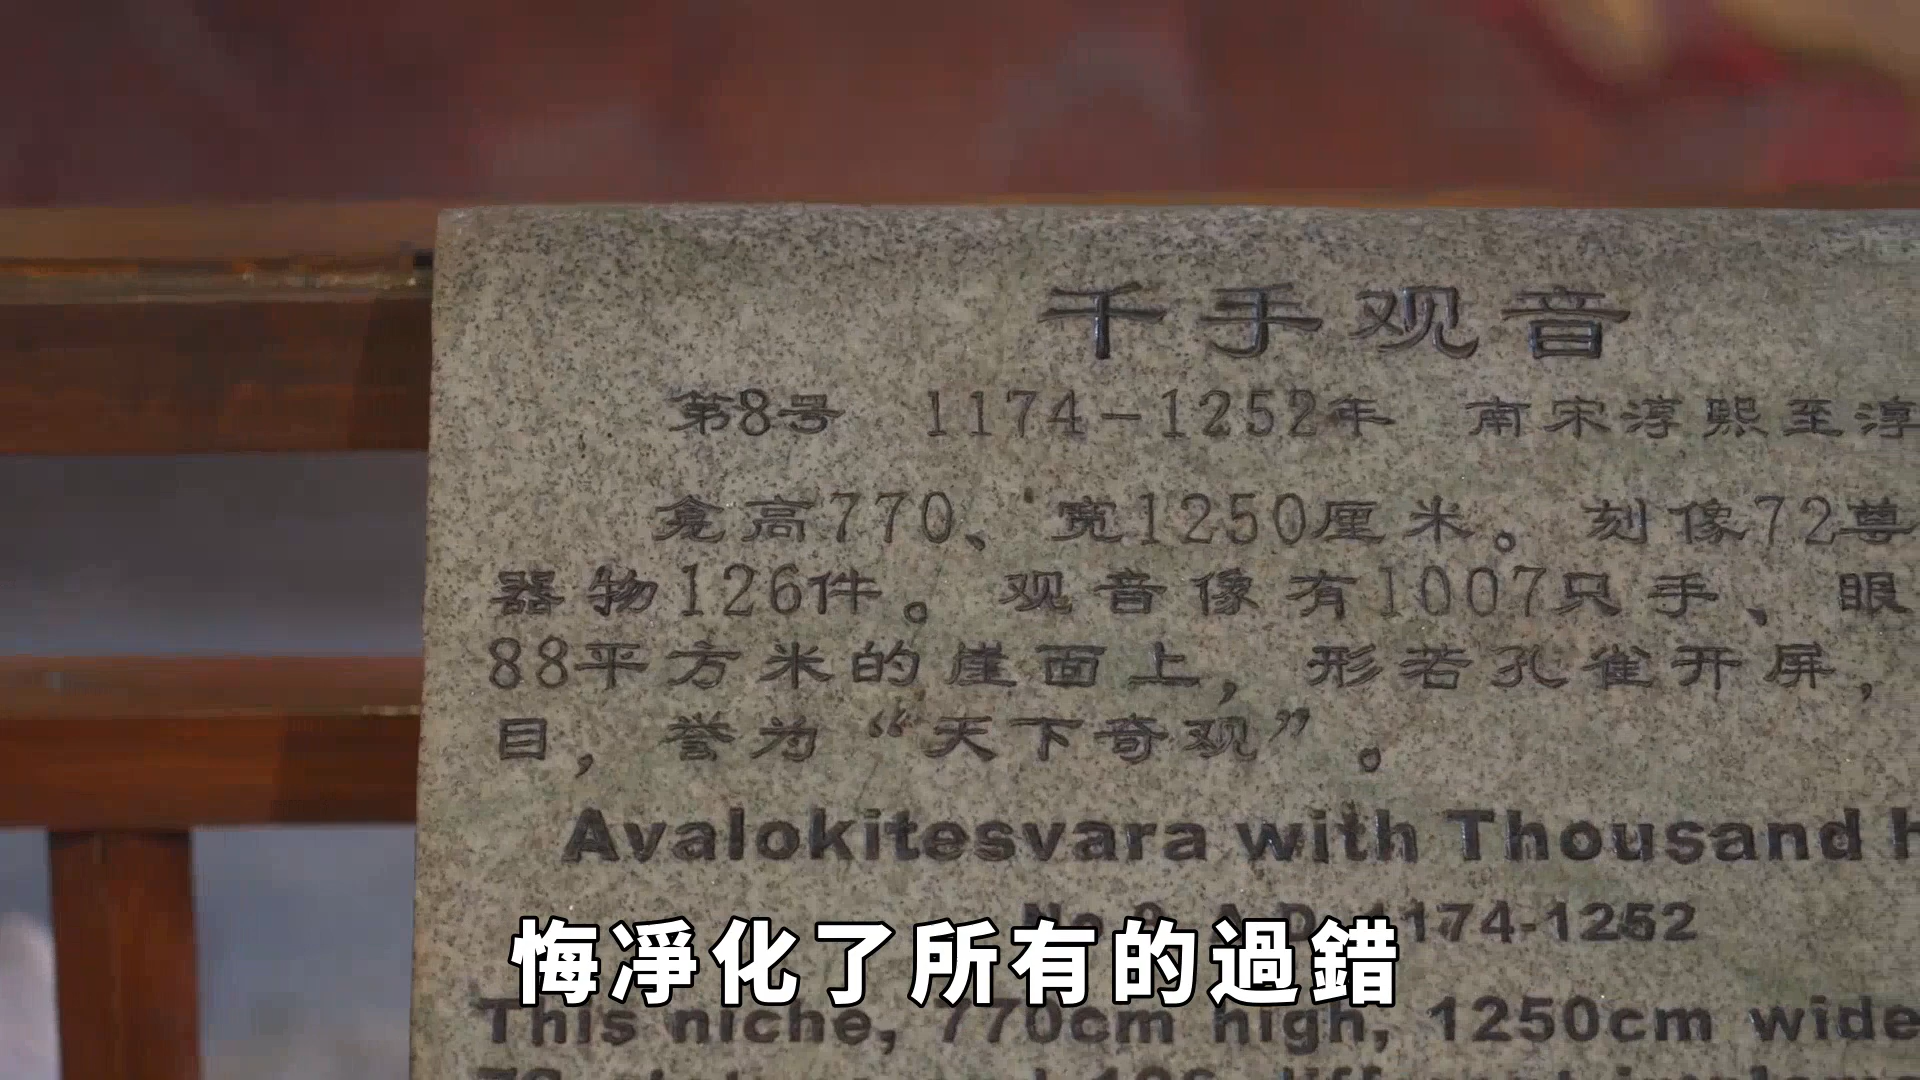 千手观音
第8号 1174-1252年 南宋淳熙至淳
龛高770、宽1250厘米。刻像72尊
器物126件。观音像有1007只手、眼
88平方米的崖面上，形若孔雀开屏，
目，誉为“天下奇观”。
Avalokitesvara with Thousand H
No.8 A.D. 1174-1252
悔凈化了所有的過錯
This niche, 770cm high, 1250cm wide